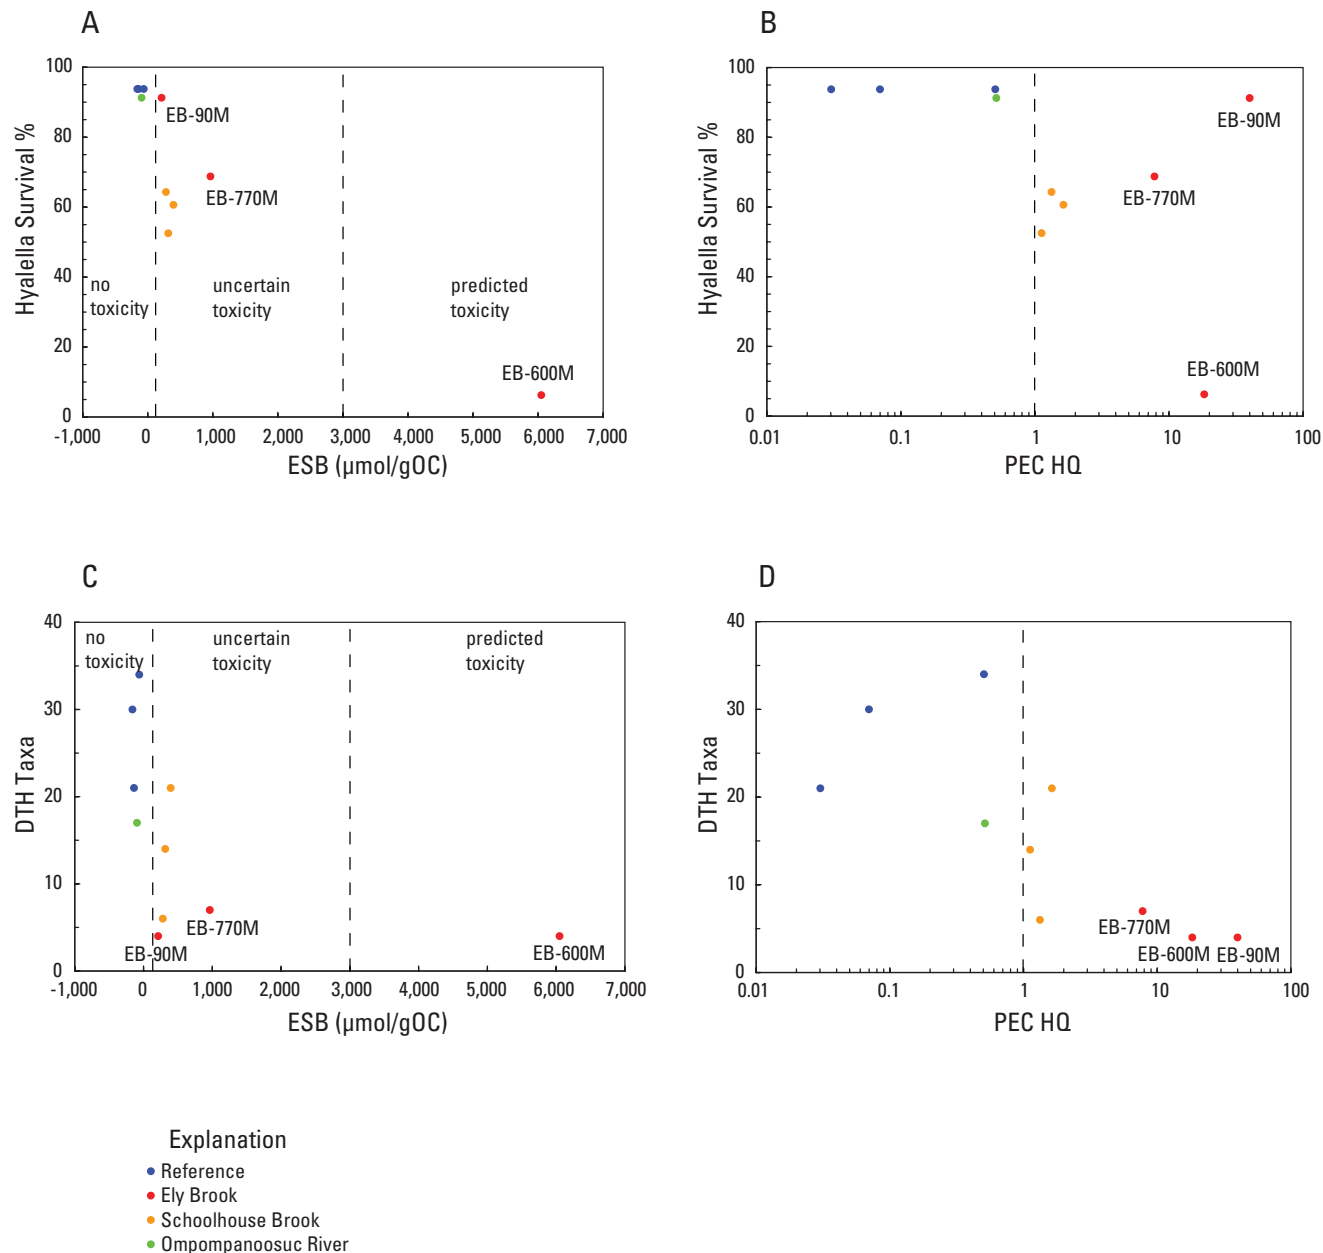 A
Hyalella Survival %
100
80
60
40
20
0
EB-90M
EB-770M
EB-600M
no toxicity
uncertain toxicity
predicted toxicity
-1,000 0 1,000 2,000 3,000 4,000 5,000 6,000 7,000
ESB (µmol/gOC)
B
Hyalella Survival %
100
80
60
40
20
0
EB-90M
EB-770M
EB-600M
0.01 0.1 1 10 100
PEC HQ
C
DTH Taxa
40
30
20
10
0
no toxicity
uncertain toxicity
predicted toxicity
EB-770M
EB-90M
EB-600M
-1,000 0 1,000 2,000 3,000 4,000 5,000 6,000 7,000
ESB (µmol/gOC)
D
DTH Taxa
40
30
20
10
0
EB-770M
EB-600M
EB-90M
0.01 0.1 1 10 100
PEC HQ
Explanation
Reference
Ely Brook
Schoolhouse Brook
Ompompanoosuc River